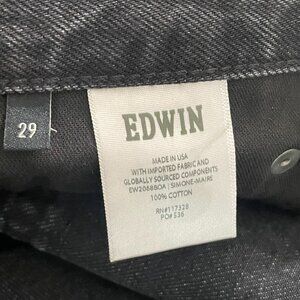 29
EDWIN
MADE IN USA
WITH IMPORTED FABRIC AND
GLOBALLY SOURCED COMPONENTS
EW20688OA | SIMONE-MAIRE
100% COTTON
RN#117328
PO#536